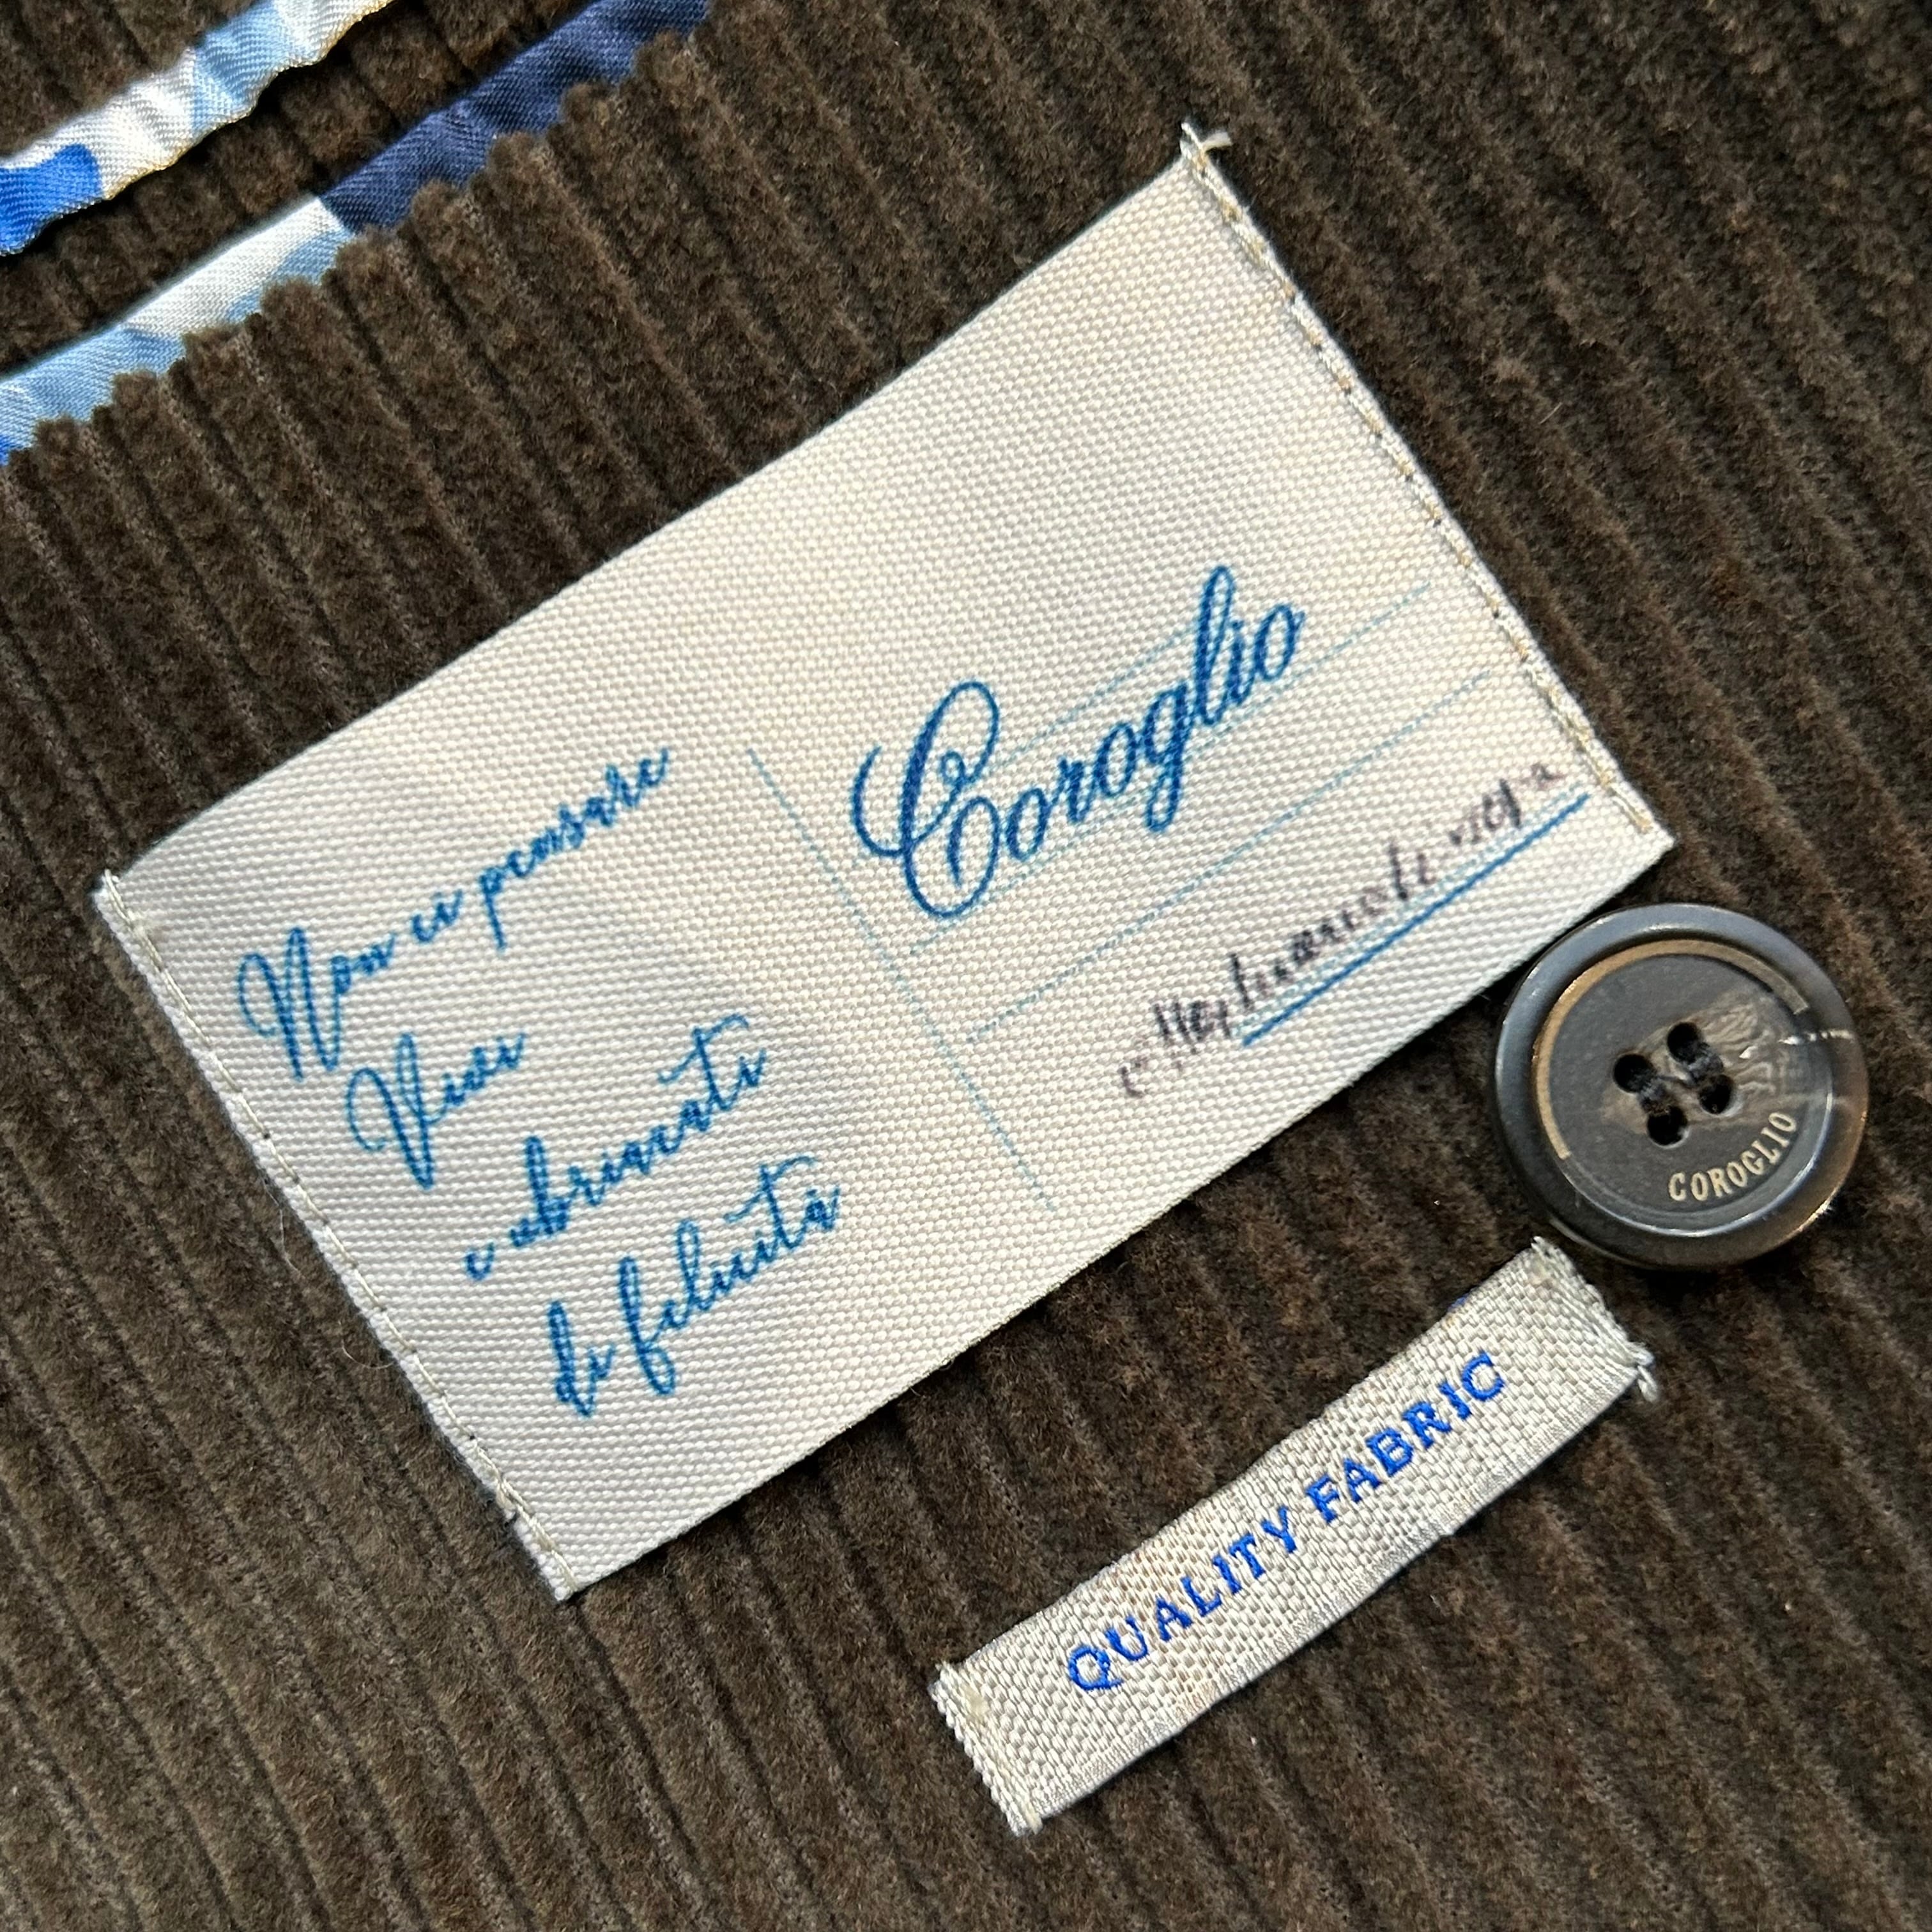 Non ci pensare
Vivi
e ubriacati
di felicità
Coroglio
COROGLIO
QUALITY FABRIC